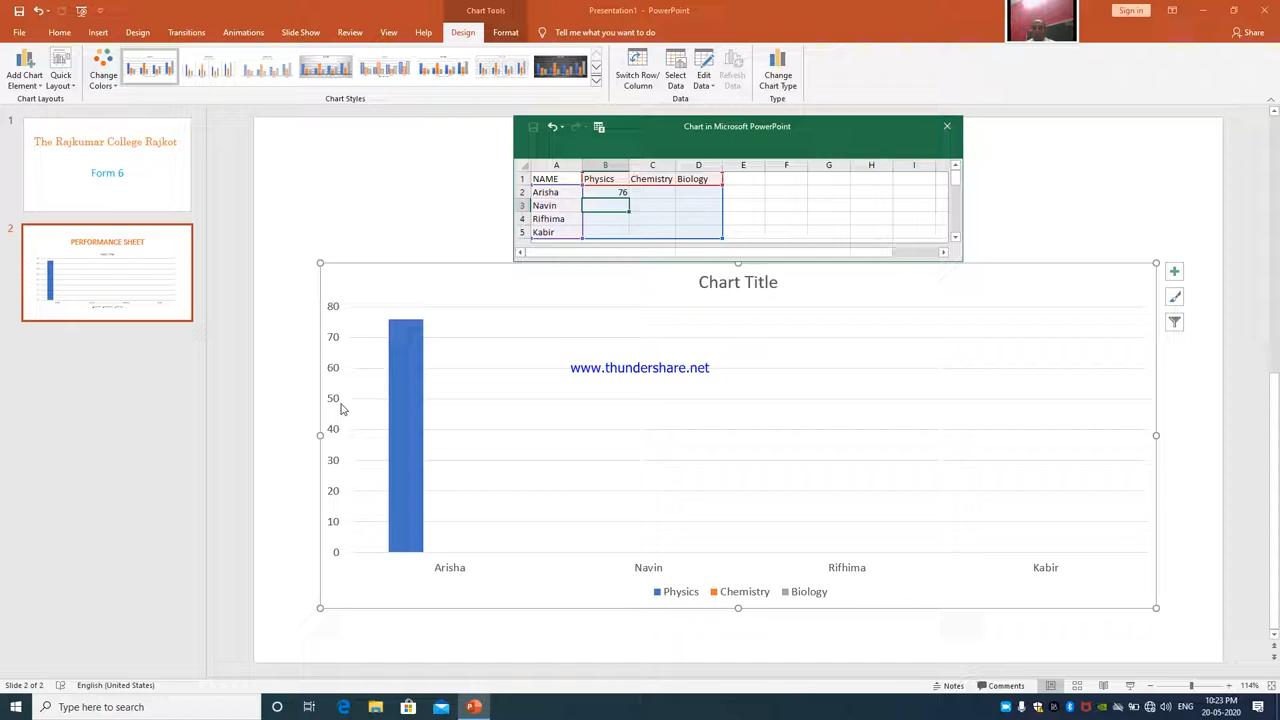 Chart Tools
Presentation1 - PowerPoint
Sign in
File
Home
Insert
Draw
Design
Transitions
Animations
Slide Show
Review
View
Help
Design
Format
Tell me what you want to do
Share
Add Chart Element
Quick Layout
Change Colors
Switch Row/ Column
Select Data
Edit Data
Refresh Data
Change Chart Type
Chart Layouts
Chart Styles
Data
Type
1
The Rajkumar College Rajkot
Form 6
2
PERFORMANCE SHEET
Chart in Microsoft PowerPoint
A B C D E F G H I
1 NAME Physics Chemistry Biology
2 Arisha 76
3 Navin
4 Rifhima
5 Kabir
Chart Title
80
70
60
50
40
30
20
10
0
www.thundershare.net
Arisha Navin Rifhima Kabir
Physics Chemistry Biology
Slide 2 of 2
English (United States)
Notes
Comments
114%
Type here to search
ENG
10:23 PM
20-05-2020